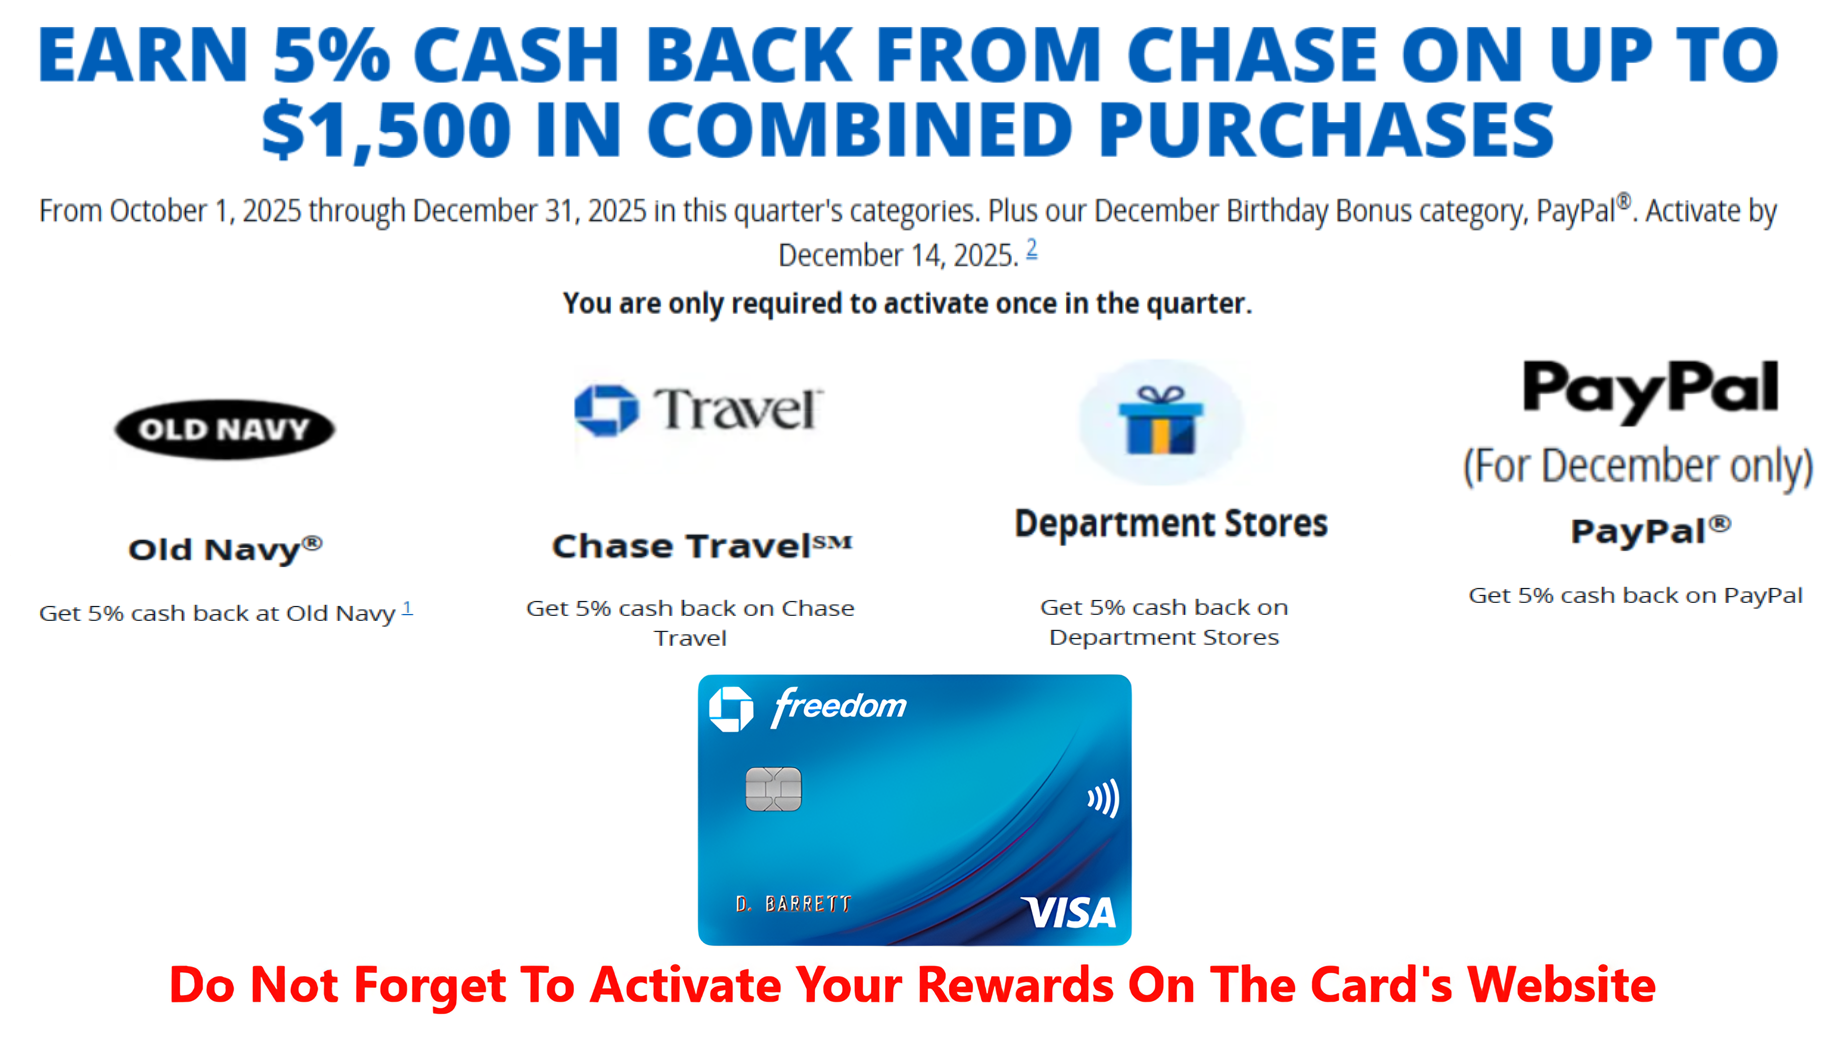 EARN 5% CASH BACK FROM CHASE ON UP TO
$1,500 IN COMBINED PURCHASES
From October 1, 2025 through December 31, 2025 in this quarter's categories. Plus our December Birthday Bonus category, PayPal®. Activate by
December 14, 2025. 2
You are only required to activate once in the quarter.
OLD NAVY
Old Navy®
Get 5% cash back at Old Navy 1
Travel
Chase Travel℠
Get 5% cash back on Chase
Travel
Department Stores
Get 5% cash back on
Department Stores
PayPal
(For December only)
PayPal®
Get 5% cash back on PayPal
freedom
D. BARRETT
VISA
Do Not Forget To Activate Your Rewards On The Card's Website